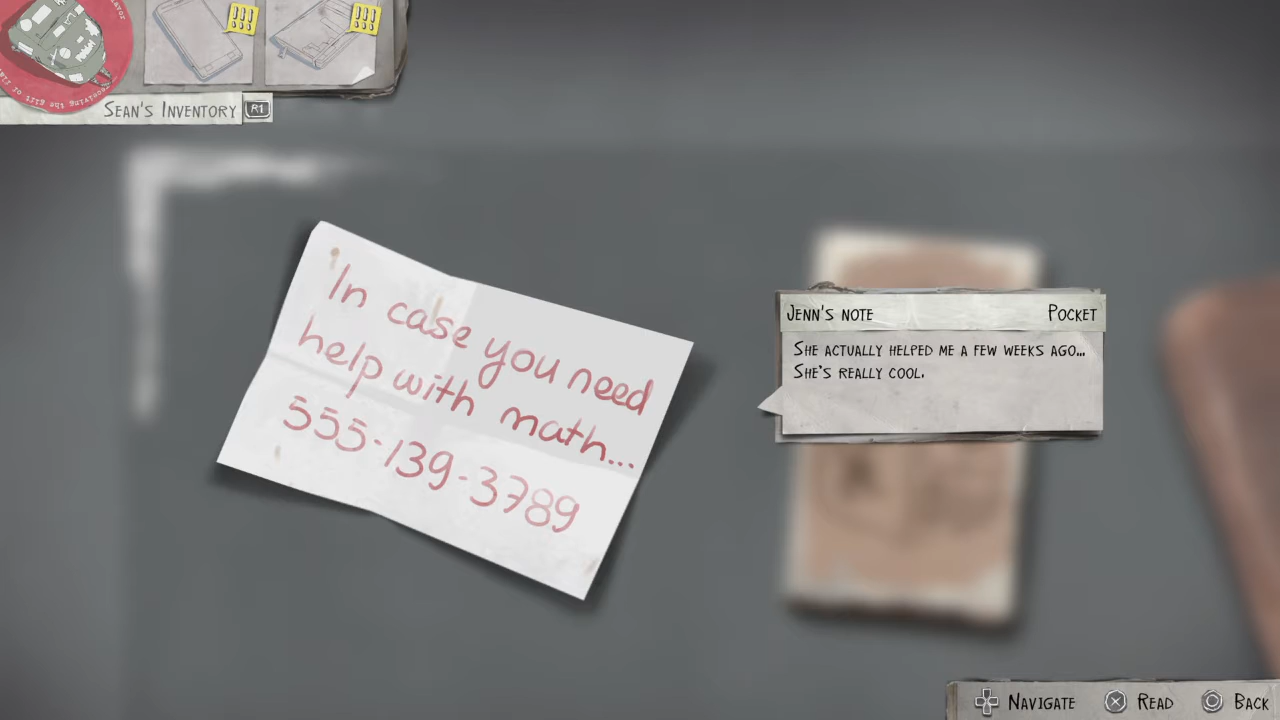 SEAN'S INVENTORY R1
In case you need
help with math...
555-139-3789
JENN'S NOTE POCKET
SHE ACTUALLY HELPED ME A FEW WEEKS AGO...
SHE'S REALLY COOL.
NAVIGATE READ BACK